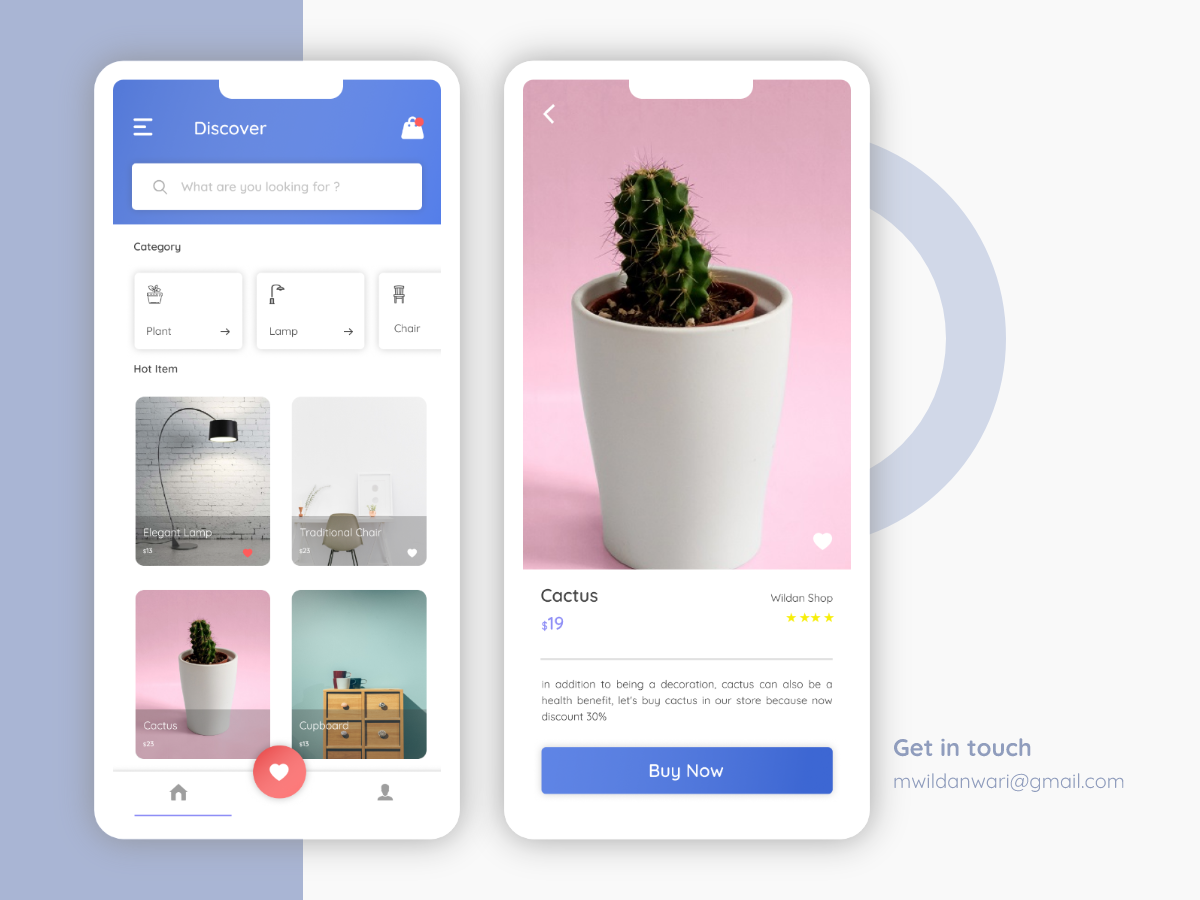 Discover
What are you looking for ?
Category
Plant
Lamp
Chair
Hot Item
Elegant Lamp
$13
Traditional Chair
$23
Cactus
$23
Cupboard
$13
Cactus
Wildan Shop
$19
in addition to being a decoration, cactus can also be a
health benefit, let's buy cactus in our store because now
discount 30%
Buy Now
Get in touch
mwildanwari@gmail.com